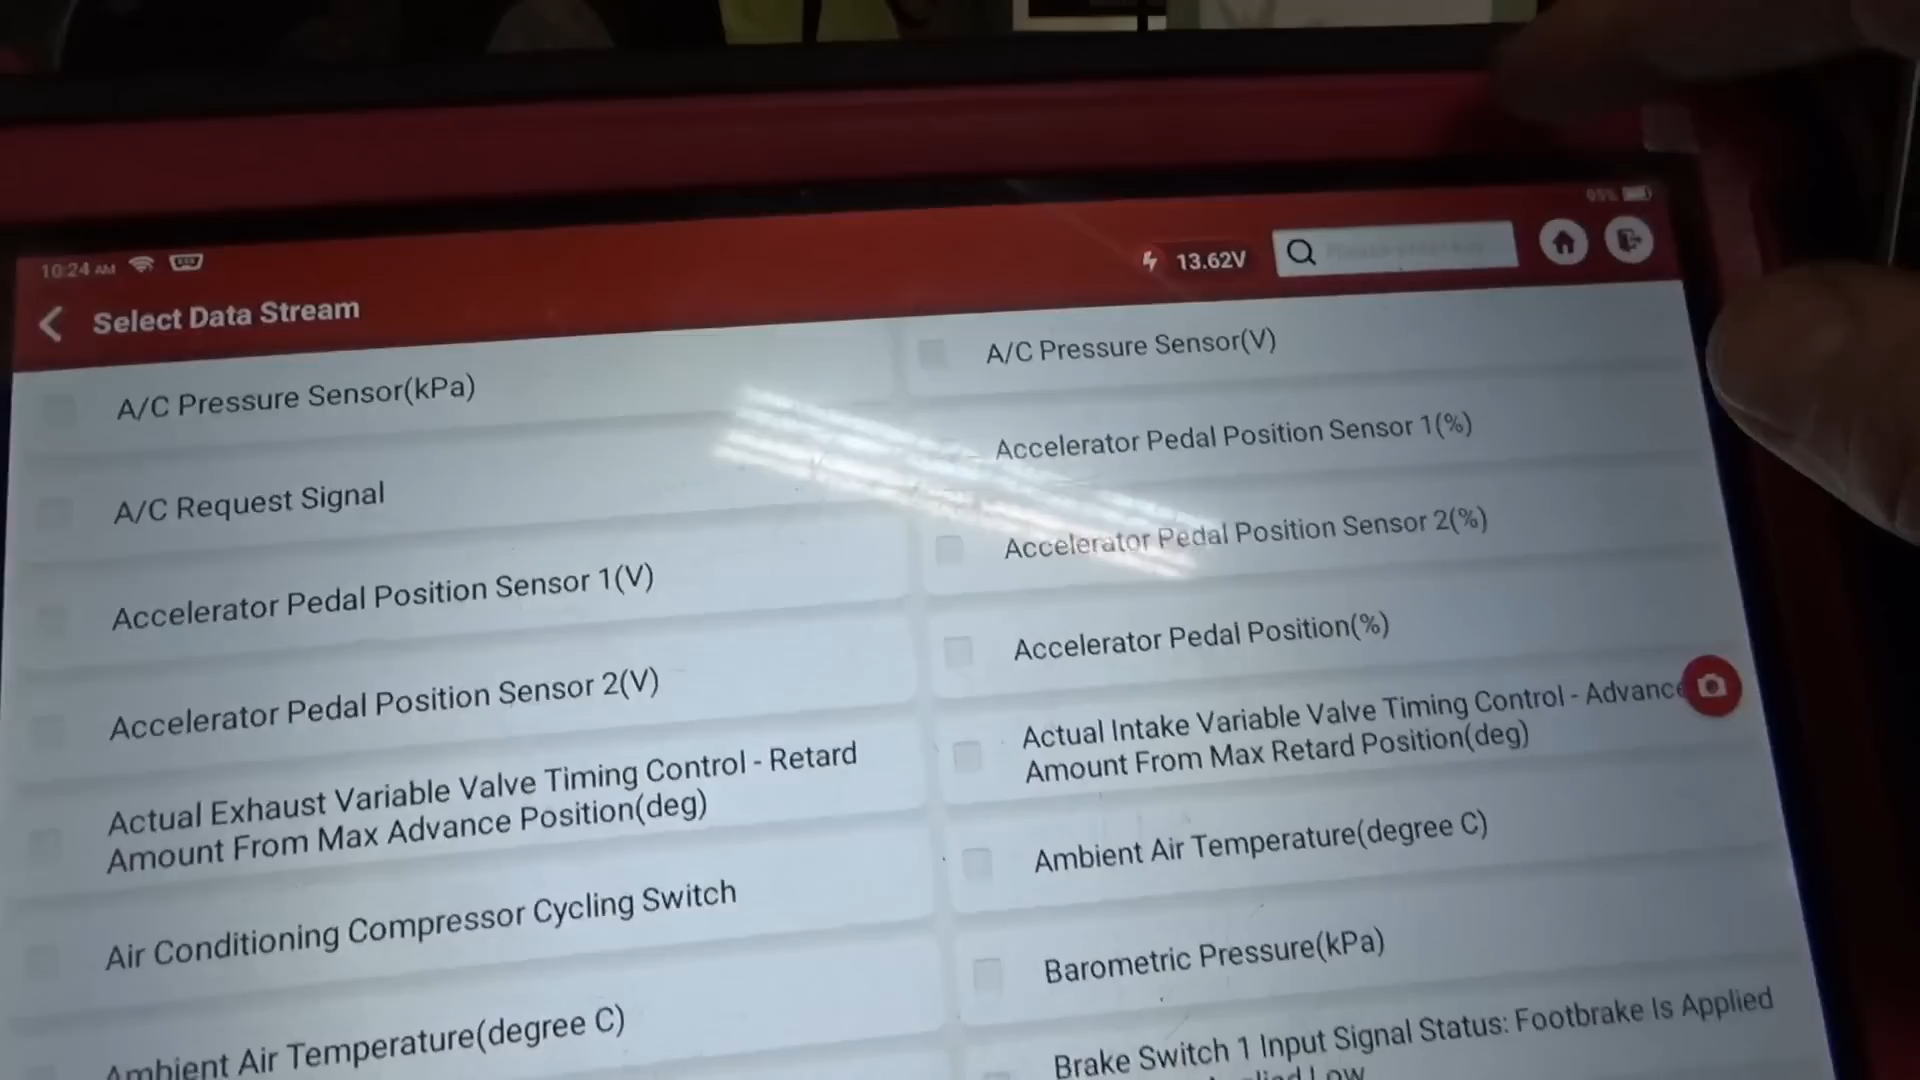 10:24 AM
13.62V
95%
Select Data Stream
A/C Pressure Sensor(kPa)
A/C Pressure Sensor(V)
A/C Request Signal
Accelerator Pedal Position Sensor 1(%)
Accelerator Pedal Position Sensor 1(V)
Accelerator Pedal Position Sensor 2(%)
Accelerator Pedal Position Sensor 2(V)
Accelerator Pedal Position(%)
Actual Exhaust Variable Valve Timing Control - Retard
Amount From Max Advance Position(deg)
Actual Intake Variable Valve Timing Control - Advance
Amount From Max Retard Position(deg)
Air Conditioning Compressor Cycling Switch
Ambient Air Temperature(degree C)
Ambient Air Temperature(degree C)
Barometric Pressure(kPa)
Brake Switch 1 Input Signal Status: Footbrake Is Applied
Low